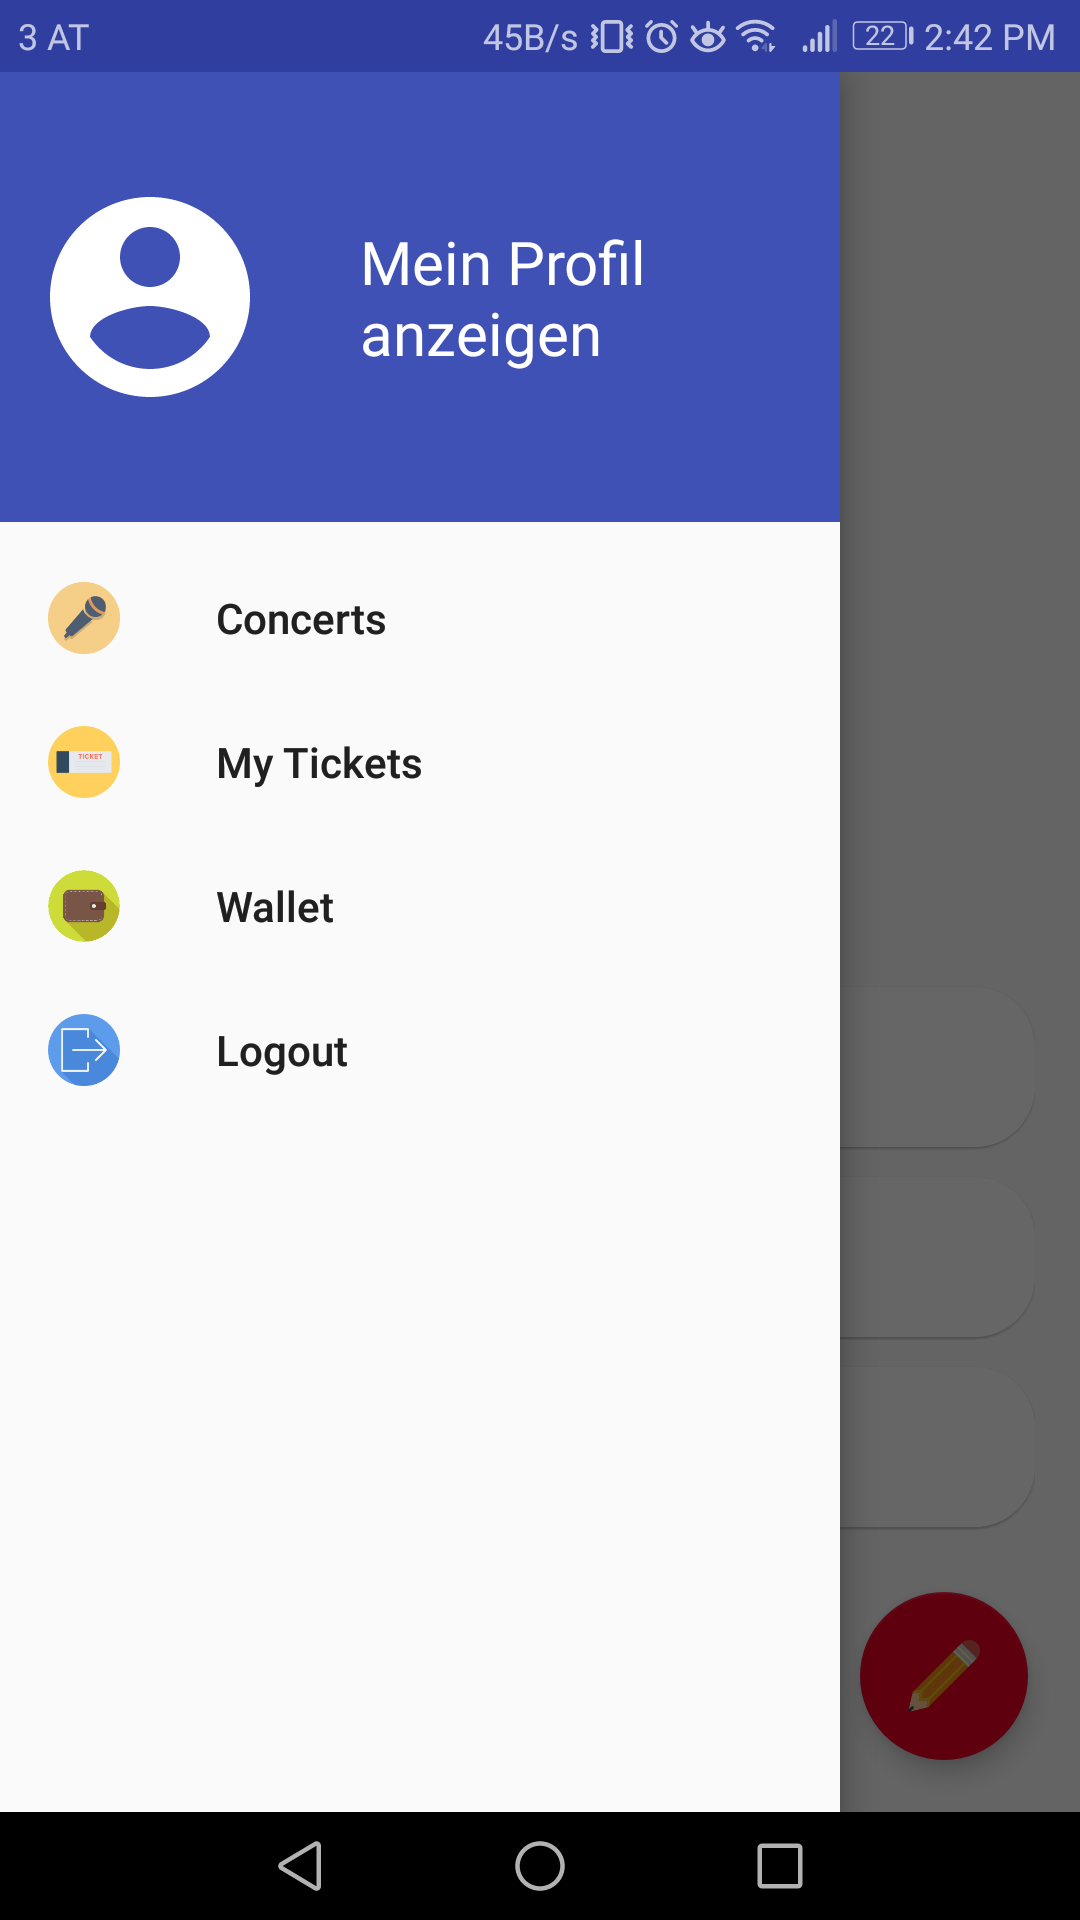 3 AT 45B/s 22 2:42 PM
Mein Profil
anzeigen
Concerts
TICKET
My Tickets
Wallet
Logout